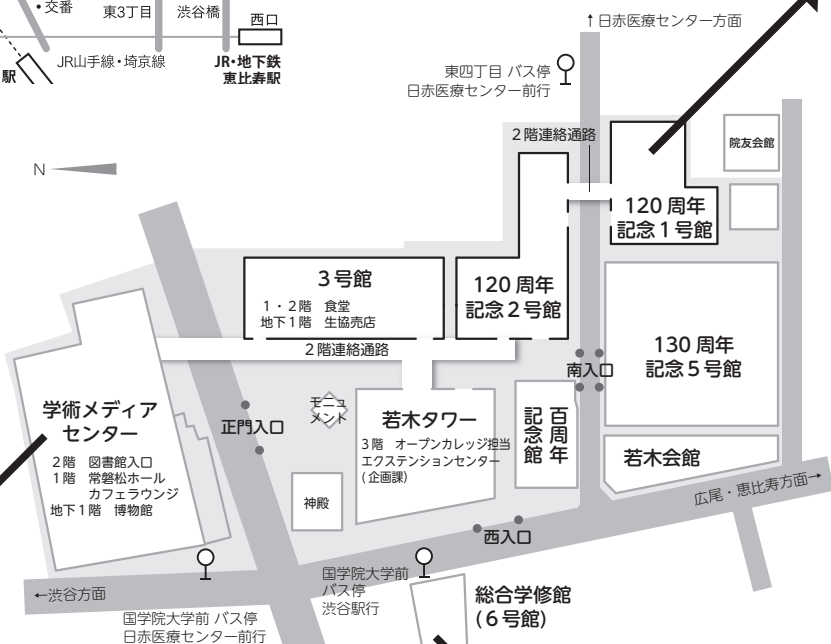 ・交番
東3丁目
渋谷橋
西口
駅
JR山手線・埼京線
JR・地下鉄
恵比寿駅
↑日赤医療センター方面
東四丁目 バス停
日赤医療センター前行
2階連絡通路
院友会館
N
120周年
記念1号館
3号館
1・2階 食堂
地下1階 生協売店
120周年
記念2号館
2階連絡通路
130周年
記念5号館
南入口
学術メディア
センター
2階 図書館入口
1階 常磐松ホール
カフェラウンジ
地下1階 博物館
正門入口
モニュ
メント
若木タワー
3階 オープンカレッジ担当
エクステンションセンター
(企画課)
百周年
記念館
若木会館
神殿
広尾・恵比寿方面→
西入口
←渋谷方面
国学院大学前
バス停
渋谷駅行
国学院大学前 バス停
日赤医療センター前行
総合学修館
(6号館)